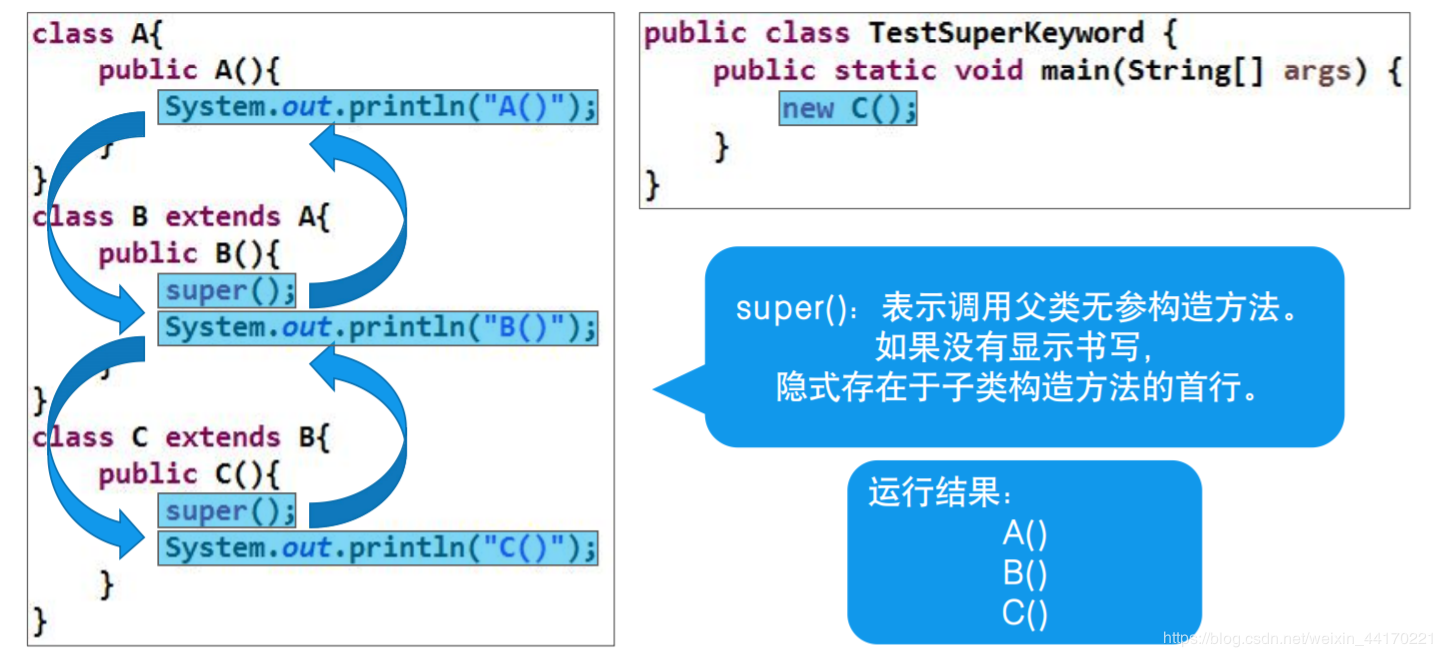 class A{
public A(){
System.out.println("A()");
}
}
class B extends A{
public B(){
super();
System.out.println("B()");
}
}
class C extends B{
public C(){
super();
System.out.println("C()");
}
}
public class TestSuperKeyword {
public static void main(String[] args) {
new C();
}
}
super()：表示调用父类无参构造方法。
如果没有显示书写，
隐式存在于子类构造方法的首行。
运行结果：
A()
B()
C()
https://blog.csdn.net/weixin_44170221